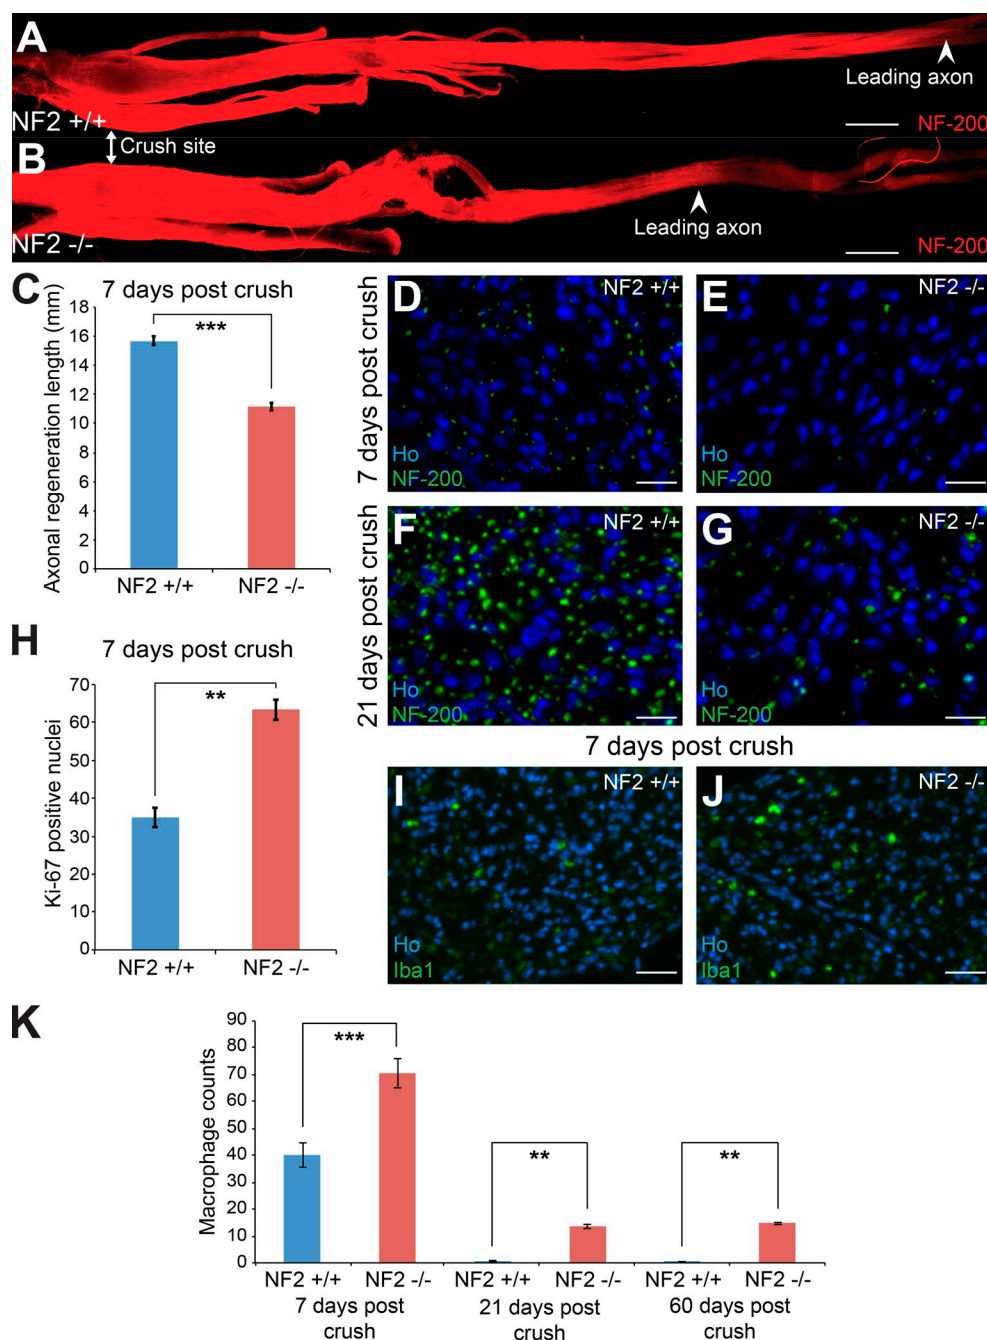 A
Leading axon
NF2 +/+
NF-200
Crush site
B
Leading axon
NF2 -/-
NF-200
C
7 days post crush
***
Axonal regeneration length (mm)
18
16
14
12
10
8
6
4
2
0
NF2 +/+ NF2 -/-
7 days post crush
D
NF2 +/+
Ho
NF-200
E
NF2 -/-
Ho
NF-200
21 days post crush
F
NF2 +/+
Ho
NF-200
G
NF2 -/-
Ho
NF-200
H
7 days post crush
**
Ki-67 positive nuclei
70
60
50
40
30
20
10
0
NF2 +/+ NF2 -/-
7 days post crush
I
NF2 +/+
Ho
Iba1
J
NF2 -/-
Ho
Iba1
K
Macrophage counts
90
80
70
60
50
40
30
20
10
0
***
**
**
NF2 +/+ NF2 -/- NF2 +/+ NF2 -/- NF2 +/+ NF2 -/-
7 days post
crush
21 days post
crush
60 days post
crush